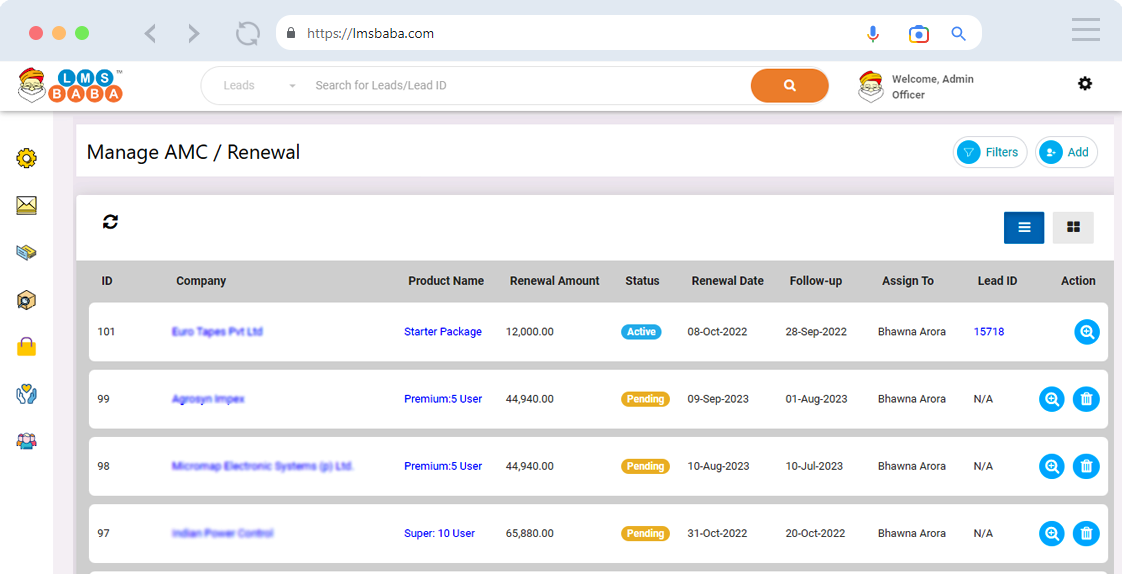 https://lmsbaba.com
LMS™
BABA
Leads
Search for Leads/Lead ID
Welcome, Admin
Officer
Manage AMC / Renewal
Filters
Add
ID Company Product Name Renewal Amount Status Renewal Date Follow-up Assign To Lead ID Action
101 Euro Tapes Pvt Ltd Starter Package 12,000.00 Active 08-Oct-2022 28-Sep-2022 Bhawna Arora 15718
99 Agrosyn Impex Premium:5 User 44,940.00 Pending 09-Sep-2023 01-Aug-2023 Bhawna Arora N/A
98 Micromap Electronic Systems (p) Ltd. Premium:5 User 44,940.00 Pending 10-Aug-2023 10-Jul-2023 Bhawna Arora N/A
97 Indian Power Control Super: 10 User 65,880.00 Pending 31-Oct-2022 20-Oct-2022 Bhawna Arora N/A